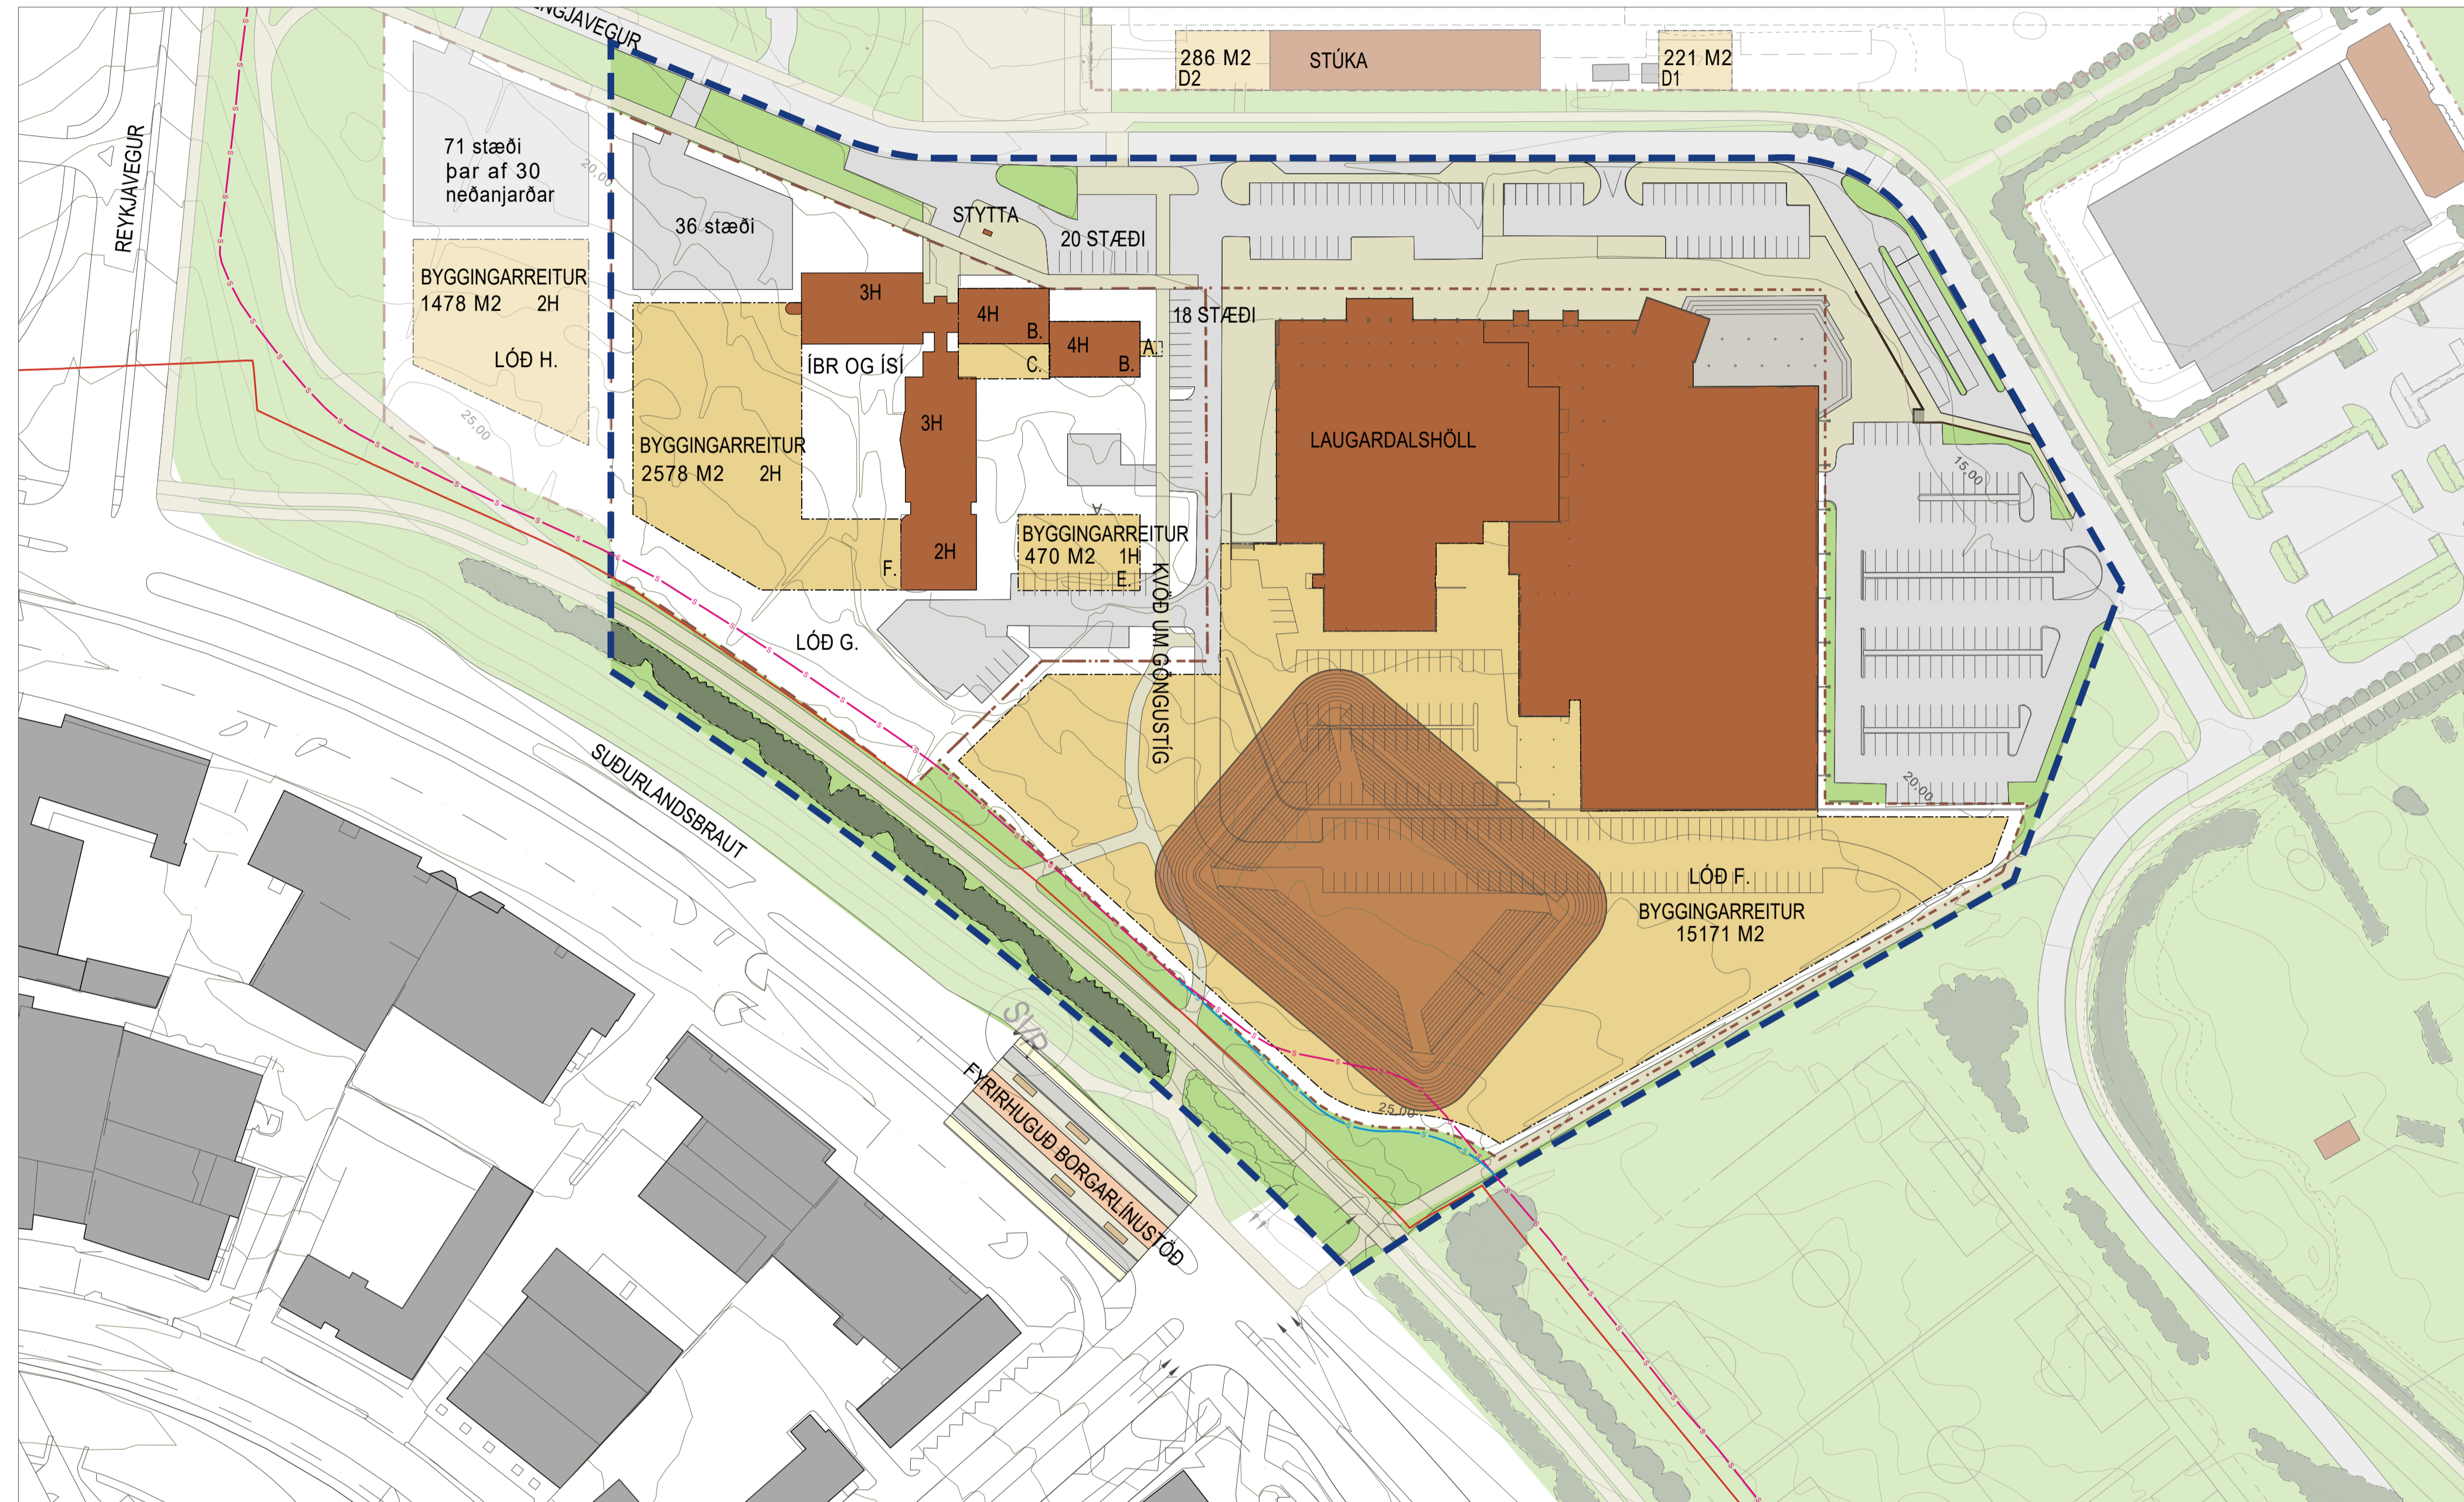 NGJAVEGUR
286 M2
D2
STÚKA
221 M2
D1
REYKJAVEGUR
71 stæði
þar af 30
neðanjarðar
20,00
36 stæði
STYTTA
20 STÆÐI
BYGGINGARREITUR
1478 M2 2H
LÓÐ H.
25,00
3H
4H
B.
C.
4H
B.
A.
18 STÆÐI
ÍBR OG ÍSÍ
3H
BYGGINGARREITUR
2578 M2 2H
LAUGARDALSHÖLL
15,00
A
BYGGINGARREITUR
470 M2 1H
E.
2H
F.
KVÖÐ UM GÖNGUSTÍG
LÓÐ G.
SUÐURLANDSBRAUT
20,00
LÓÐ F.
BYGGINGARREITUR
15171 M2
SVR
25,00
FYRIRHUGUÐ BORGARLÍNUSTÖÐ